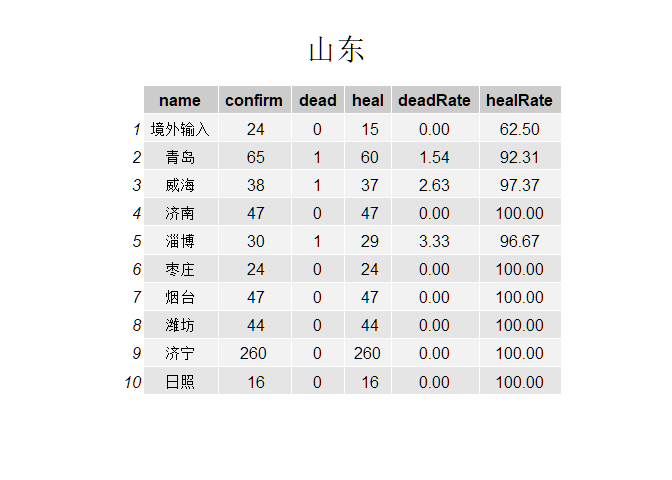 山东
name confirm dead heal deadRate healRate
1 境外输入 24 0 15 0.00 62.50
2 青岛 65 1 60 1.54 92.31
3 威海 38 1 37 2.63 97.37
4 济南 47 0 47 0.00 100.00
5 淄博 30 1 29 3.33 96.67
6 枣庄 24 0 24 0.00 100.00
7 烟台 47 0 47 0.00 100.00
8 潍坊 44 0 44 0.00 100.00
9 济宁 260 0 260 0.00 100.00
10 日照 16 0 16 0.00 100.00